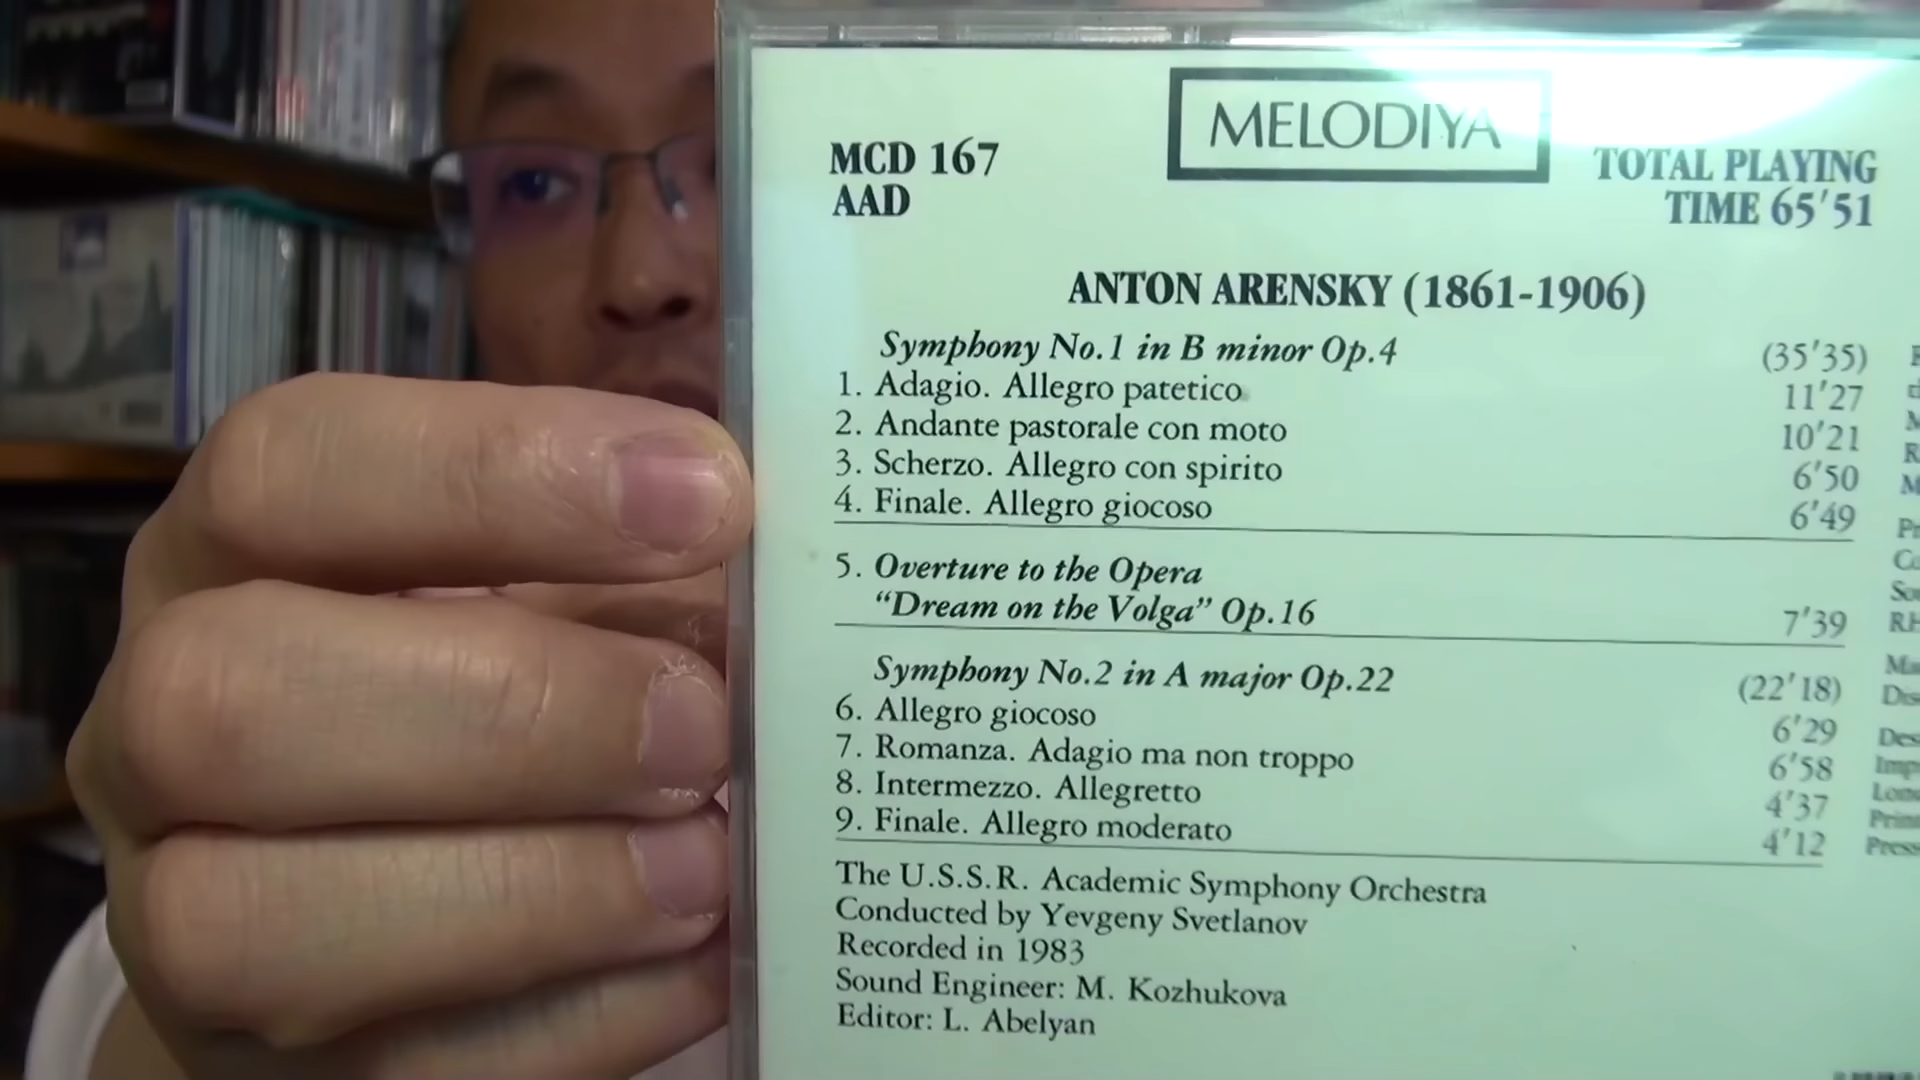 MELODIYA
MCD 167
AAD
TOTAL PLAYING
TIME 65'51
ANTON ARENSKY (1861-1906)
Symphony No.1 in B minor Op.4 (35'35)
1. Adagio. Allegro patetico 11'27
2. Andante pastorale con moto 10'21
3. Scherzo. Allegro con spirito 6'50
4. Finale. Allegro giocoso 6'49
5. Overture to the Opera
“Dream on the Volga” Op.16 7'39
Symphony No.2 in A major Op.22 (22'18)
6. Allegro giocoso 6'29
7. Romanza. Adagio ma non troppo 6'58
8. Intermezzo. Allegretto 4'37
9. Finale. Allegro moderato 4'12
The U.S.S.R. Academic Symphony Orchestra
Conducted by Yevgeny Svetlanov
Recorded in 1983
Sound Engineer: M. Kozhukova
Editor: L. Abelyan